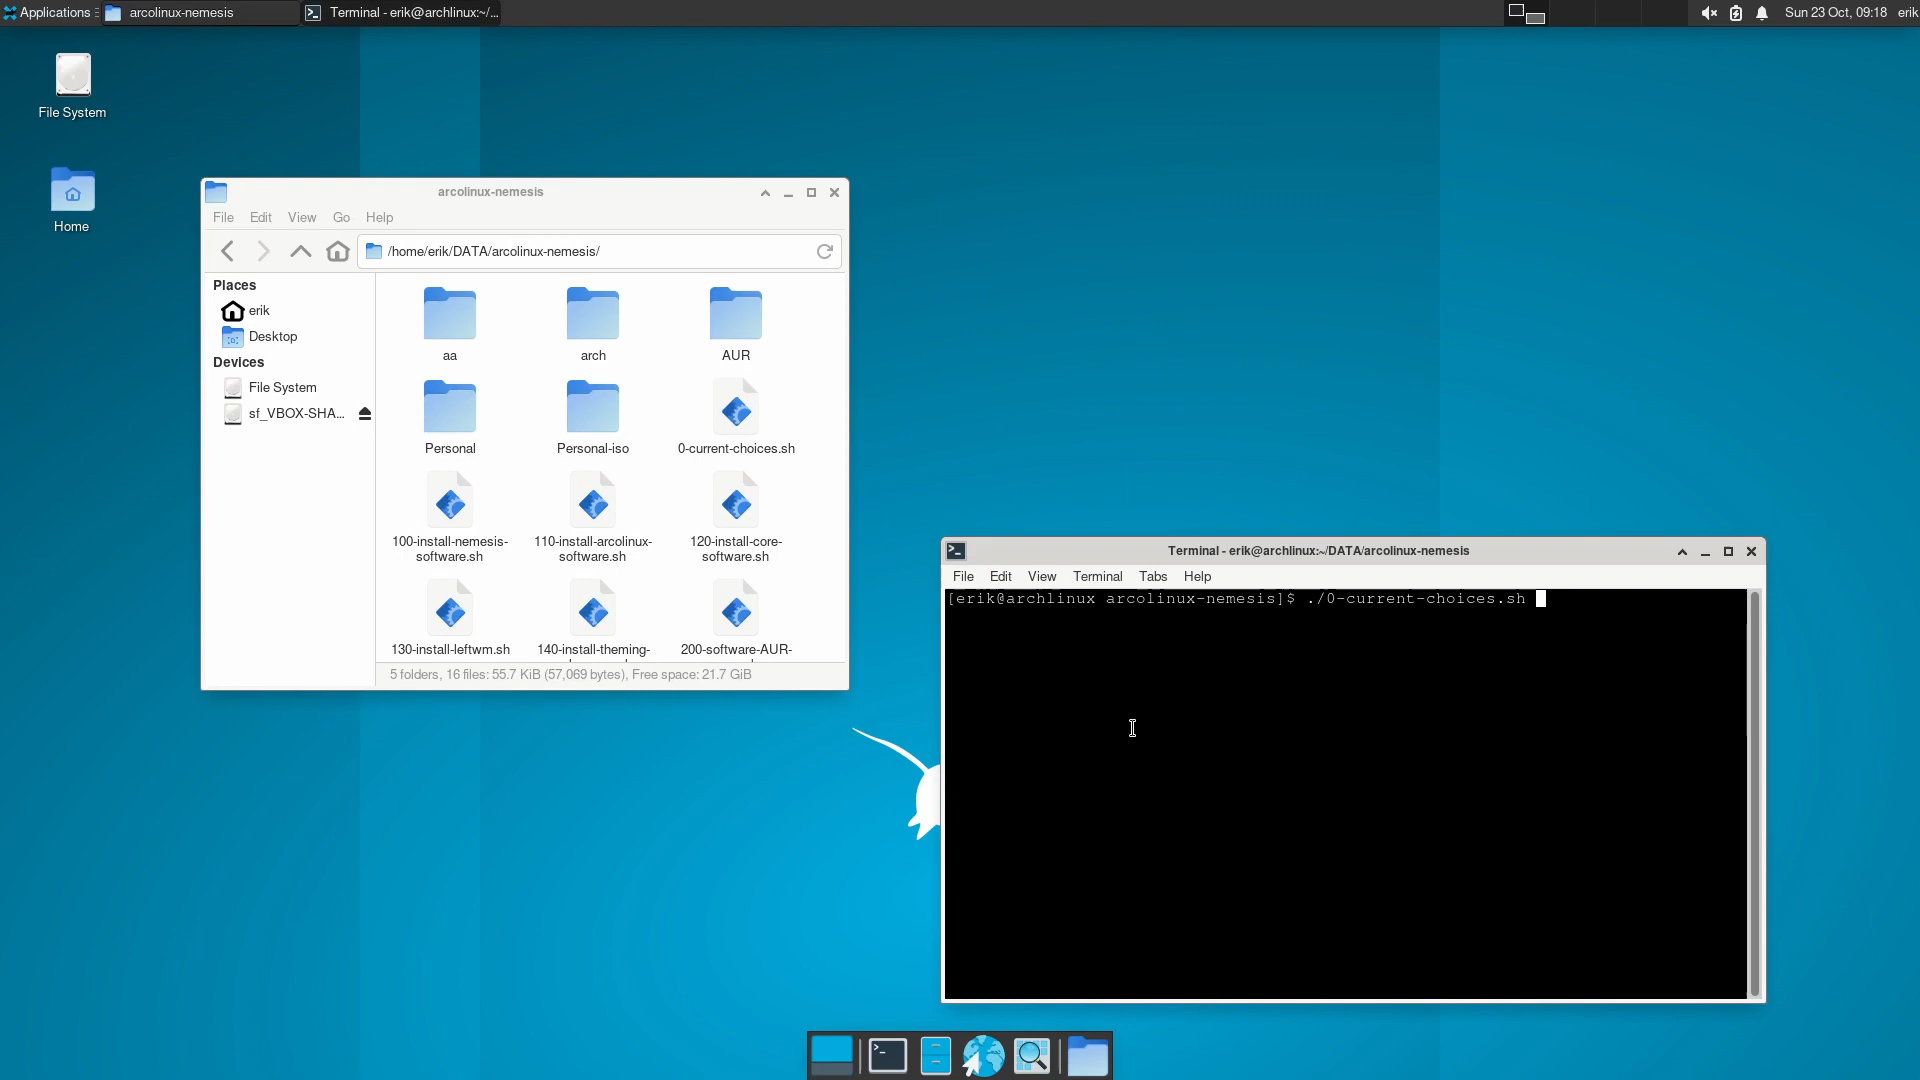 Applications
arcolinux-nemesis
Terminal - erik@archlinux:~/...
Sun 23 Oct, 09:18
erik
File System
Home
arcolinux-nemesis
File Edit View Go Help
/home/erik/DATA/arcolinux-nemesis/
Places
erik
Desktop
Devices
File System
sf_VBOX-SHA...
aa
arch
AUR
Personal
Personal-iso
0-current-choices.sh
100-install-nemesis-
software.sh
110-install-arcolinux-
software.sh
120-install-core-
software.sh
130-install-leftwm.sh
140-install-theming-
200-software-AUR-
5 folders, 16 files: 55.7 KiB (57,069 bytes), Free space: 21.7 GiB
Terminal - erik@archlinux:~/DATA/arcolinux-nemesis
File Edit View Terminal Tabs Help
[erik@archlinux arcolinux-nemesis]$ ./0-current-choices.sh